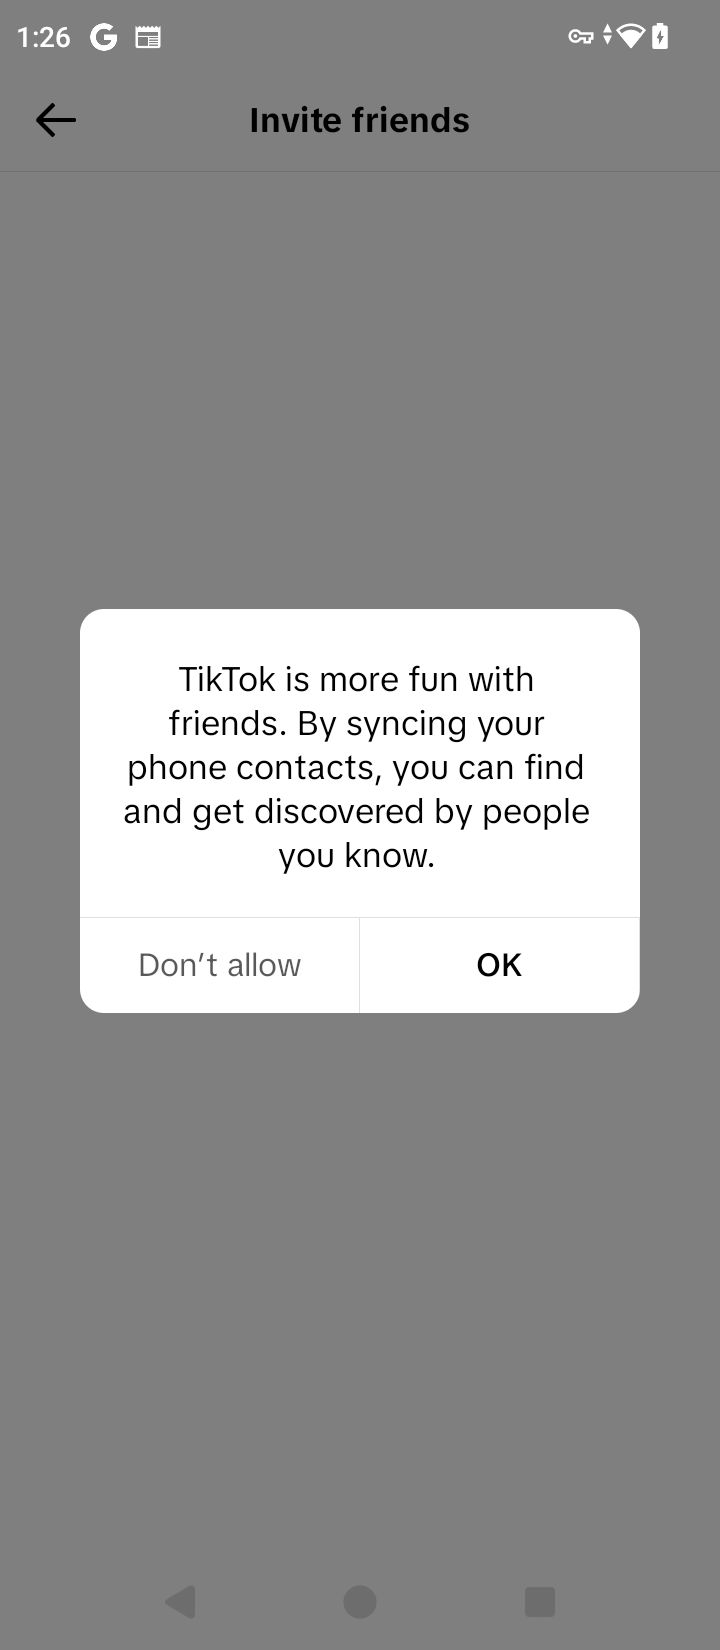 1:26
Invite friends
TikTok is more fun with
friends. By syncing your
phone contacts, you can find
and get discovered by people
you know.
Don’t allow
OK